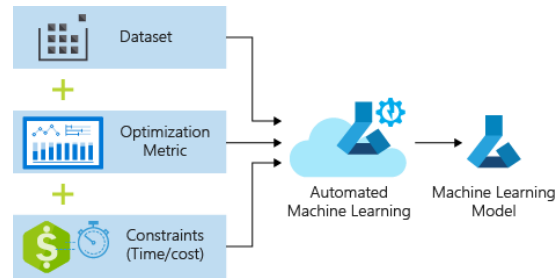 Dataset
+
Optimization
Metric
+
Constraints
(Time/cost)
$
Automated
Machine Learning
Machine Learning
Model